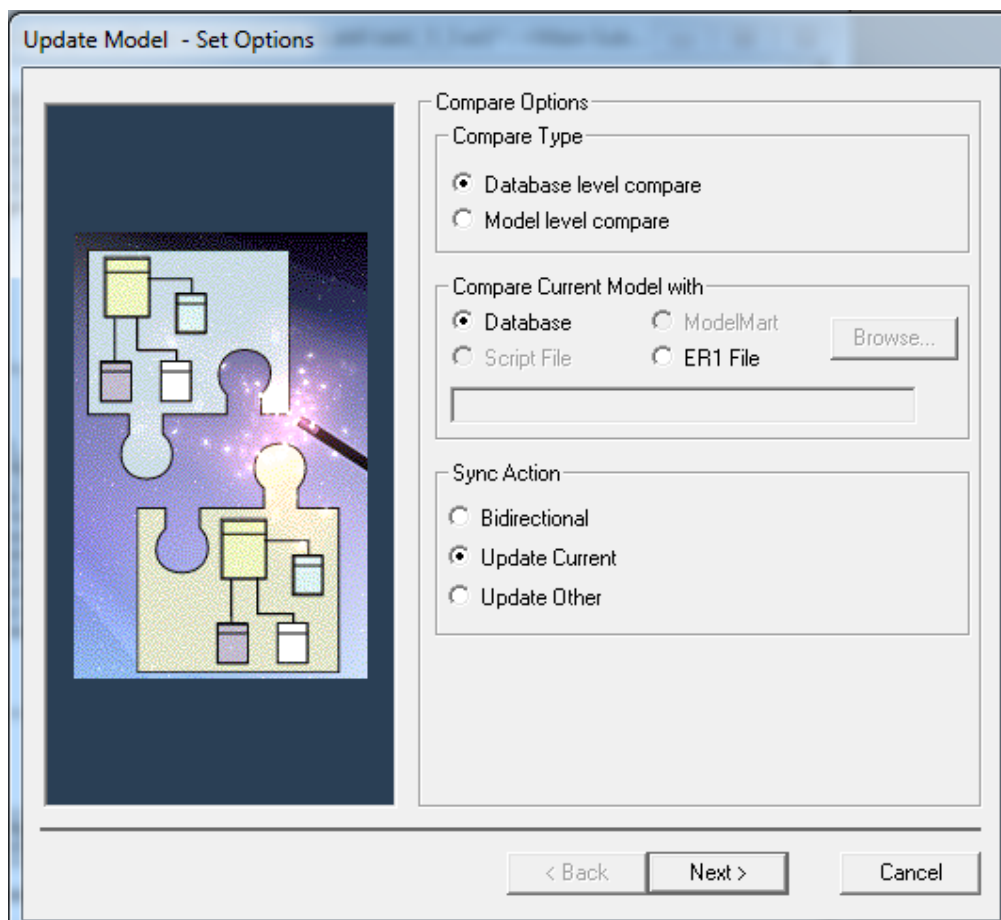 Update Model  - Set Options
Compare Options
Compare Type
Database level compare
Model level compare
Compare Current Model with
Database
ModelMart
Browse...
Script File
ER1 File
Sync Action
Bidirectional
Update Current
Update Other
< Back
Next >
Cancel